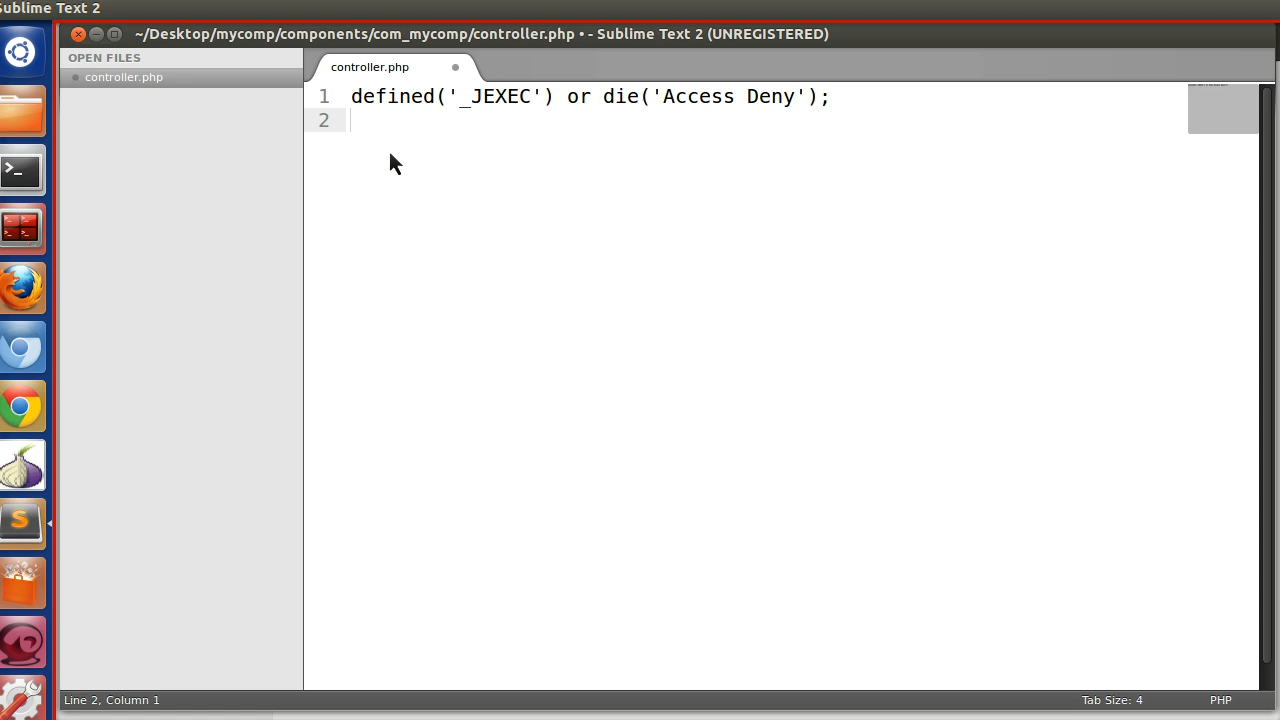 Sublime Text 2
~/Desktop/mycomp/components/com_mycomp/controller.php • - Sublime Text 2 (UNREGISTERED)
OPEN FILES
controller.php
controller.php
1 defined('_JEXEC') or die('Access Deny');
2
Line 2, Column 1
Tab Size: 4
PHP